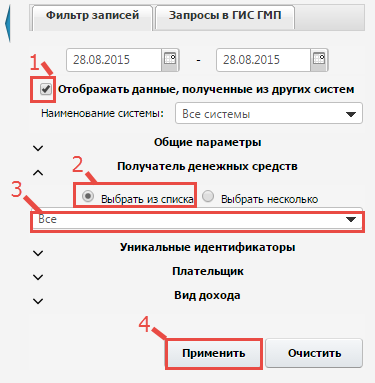 Фильтр записей Запросы в ГИС ГМП
28.08.2015 - 28.08.2015
1
Отображать данные, полученные из других систем
Наименование системы: Все системы
Общие параметры
Получатель денежных средств
2
Выбрать из списка Выбрать несколько
3
Все
Уникальные идентификаторы
Плательщик
Вид дохода
4
Применить Очистить